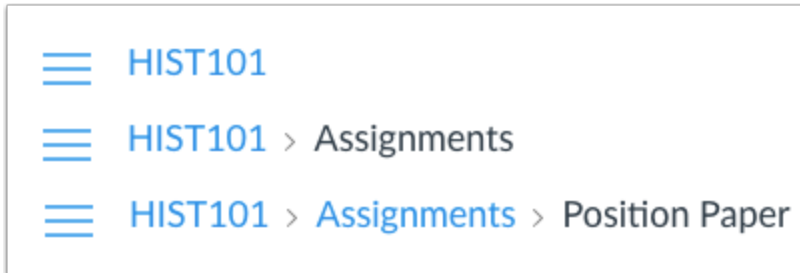 HIST101
HIST101 > Assignments
HIST101 > Assignments > Position Paper